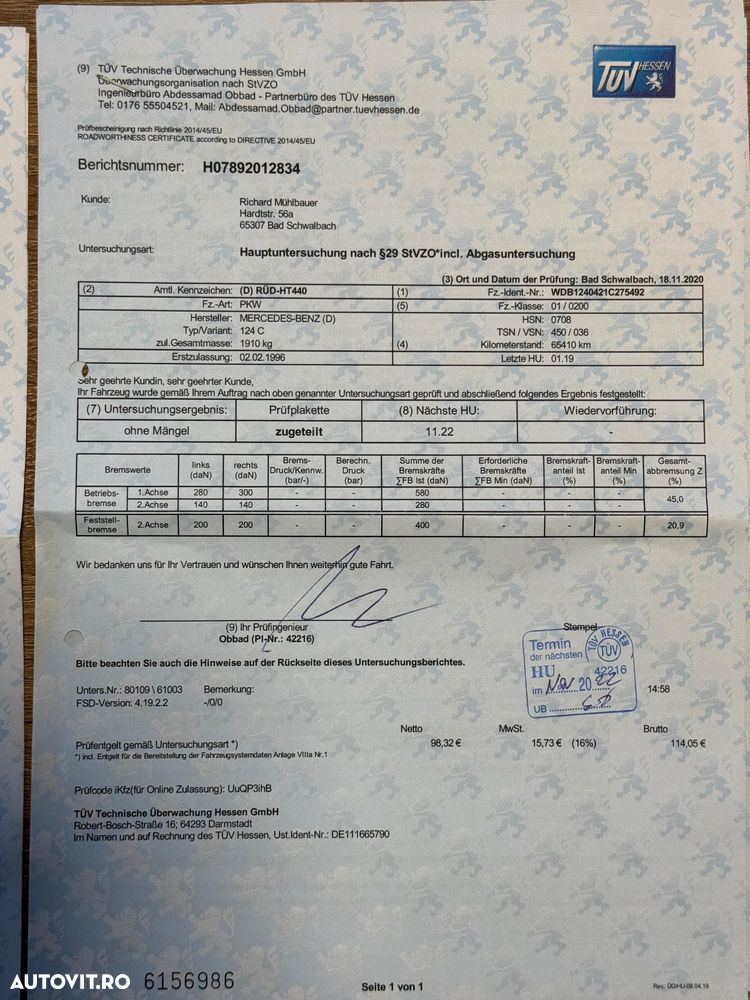 (9) TÜV Technische Überwachung Hessen GmbH
Überwachungsorganisation nach StVZO
Ingenieurbüro Abdessamad Obbad - Partnerbüro des TÜV Hessen
Tel: 0176 55504521, Mail: Abdessamad.Obbad@partner.tuevhessen.de
TÜV HESSEN
Prüfbescheinigung nach Richtlinie 2014/45/EU
ROADWORTHINESS CERTIFICATE according to DIRECTIVE 2014/45/EU
Berichtsnummer: H07892012834
Kunde: Richard Mühlbauer
Hardtstr. 56a
65307 Bad Schwalbach
Untersuchungsart: Hauptuntersuchung nach §29 StVZO*incl. Abgasuntersuchung
(3) Ort und Datum der Prüfung: Bad Schwalbach, 18.11.2020
(2) Amtl. Kennzeichen: (D) RÜD-HT440 (1) Fz.-Ident.-Nr.: WDB1240421C275492
Fz.-Art: PKW (5) Fz.-Klasse: 01 / 0200
Hersteller: MERCEDES-BENZ (D) HSN: 0708
Typ/Variant: 124 C TSN / VSN: 450 / 036
zul.Gesamtmasse: 1910 kg (4) Kilometerstand: 65410 km
Erstzulassung: 02.02.1996 Letzte HU: 01.19
Sehr geehrte Kundin, sehr geehrter Kunde,
Ihr Fahrzeug wurde gemäß Ihrem Auftrag nach oben genannter Untersuchungsart geprüft und abschließend folgendes Ergebnis festgestellt:
(7) Untersuchungsergebnis: Prüfplakette (8) Nächste HU: Wiedervorführung:
ohne Mängel zugeteilt 11.22 -
Bremswerte links (daN) rechts (daN) Brems-Druck/Kennw. (bar/-) Berechn. Druck (bar) Summe der Bremskräfte ∑FB Ist (daN) Erforderliche Bremskräfte ∑FB Min (daN) Bremskraft-anteil Ist (%) Bremskraft-anteil Min (%) Gesamt-abbremsung Z (%)
Betriebs-bremse 1.Achse 280 300 - - 580 - - - 45,0
2.Achse 140 140 - - 280 - - -
Feststell-bremse 2.Achse 200 200 - - 400 - - - 20,9
Wir bedanken uns für Ihr Vertrauen und wünschen Ihnen weiterhin gute Fahrt.
(9) Ihr Prüfingenieur
Obbad (PI-Nr.: 42216)
Stempel
Termin
der nächsten
HU
im Nov 20 22
UB
TÜV HESSEN
TÜV
42216
Bitte beachten Sie auch die Hinweise auf der Rückseite dieses Untersuchungsberichtes.
Unters.Nr.: 80109 \ 61003 Bemerkung: 14:58
FSD-Version: 4.19.2.2 -/0/0
Netto MwSt. Brutto
Prüfentgelt gemäß Untersuchungsart *) 98,32 € 15,73 € (16%) 114,05 €
*) incl. Entgelt für die Bereitstellung der Fahrzeugsystemdaten Anlage VIIIa Nr.1
Prüfcode iKfz(für Online Zulassung): UuQP3ihB
TÜV Technische Überwachung Hessen GmbH
Robert-Bosch-Straße 16; 64293 Darmstadt
Im Namen und auf Rechnung des TÜV Hessen, Ust.Ident-Nr.: DE111665790
AUTOVIT.RO
6156986
Seite 1 von 1
Rev.: ÜO/HU-08.04.19